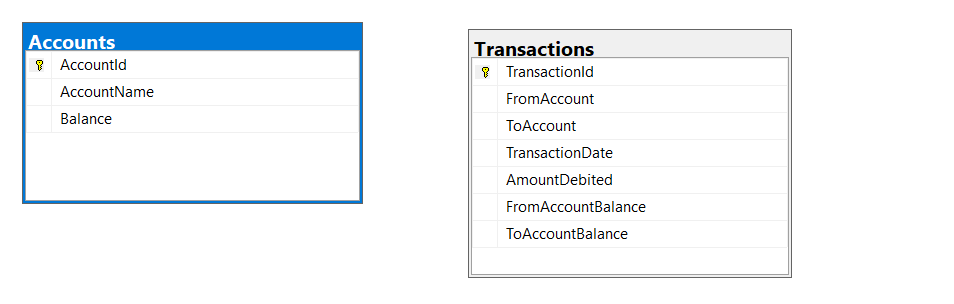 Accounts
AccountId
AccountName
Balance
Transactions
TransactionId
FromAccount
ToAccount
TransactionDate
AmountDebited
FromAccountBalance
ToAccountBalance